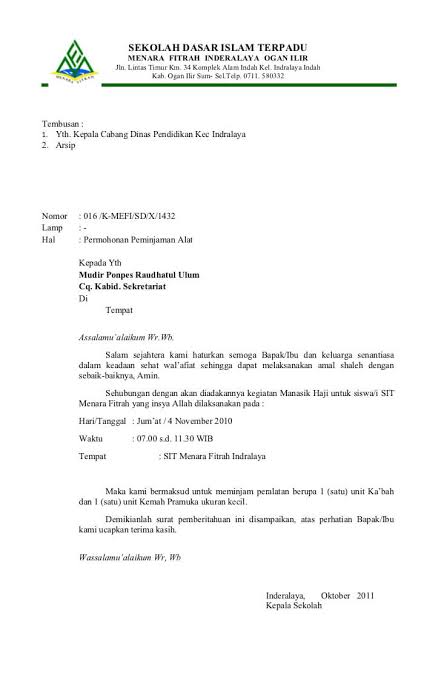 SEKOLAH DASAR ISLAM TERPADU
MENARA FITRAH INDERALAYA OGAN ILIR
Jln. Lintas Timur Km. 34 Komplek Alam Indah Kel. Indralaya Indah
Kab. Ogan Ilir Sum- Sel.Telp. 0711. 580332
Tembusan :
1. Yth. Kepala Cabang Dinas Pendidikan Kec Indralaya
2. Arsip
Nomor : 016 /K-MEFI/SD/X/1432
Lamp : -
Hal : Permohonan Peminjaman Alat
Kepada Yth
Mudir Ponpes Raudhatul Ulum
Cq. Kabid. Sekretariat
Di
Tempat
Assalamu'alaikum Wr.Wb.
Salam sejahtera kami haturkan semoga Bapak/Ibu dan keluarga senantiasa
dalam keadaan sehat wal'afiat sehingga dapat melaksanakan amal shaleh dengan
sebaik-baiknya, Amin.
Sehubungan dengan akan diadakannya kegiatan Manasik Haji untuk siswa/i SIT
Menara Fitrah yang insya Allah dilaksanakan pada :
Hari/Tanggal : Jum'at / 4 November 2010
Waktu : 07.00 s.d. 11.30 WIB
Tempat : SIT Menara Fitrah Indralaya
Maka kami bermaksud untuk meminjam peralatan berupa 1 (satu) unit Ka'bah
dan 1 (satu) unit Kemah Pramuka ukuran kecil.
Demikianlah surat pemberitahuan ini disampaikan, atas perhatian Bapak/Ibu
kami ucapkan terima kasih.
Wassalamu'alaikum Wr, Wb
Inderalaya, Oktober 2011
Kepala Sekolah